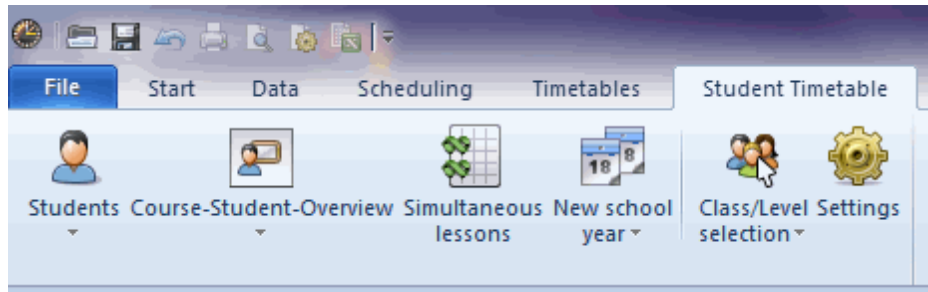 File Start Data Scheduling Timetables Student Timetable
18 8
Students Course-Student-Overview Simultaneous lessons New school year Class/Level selection Settings